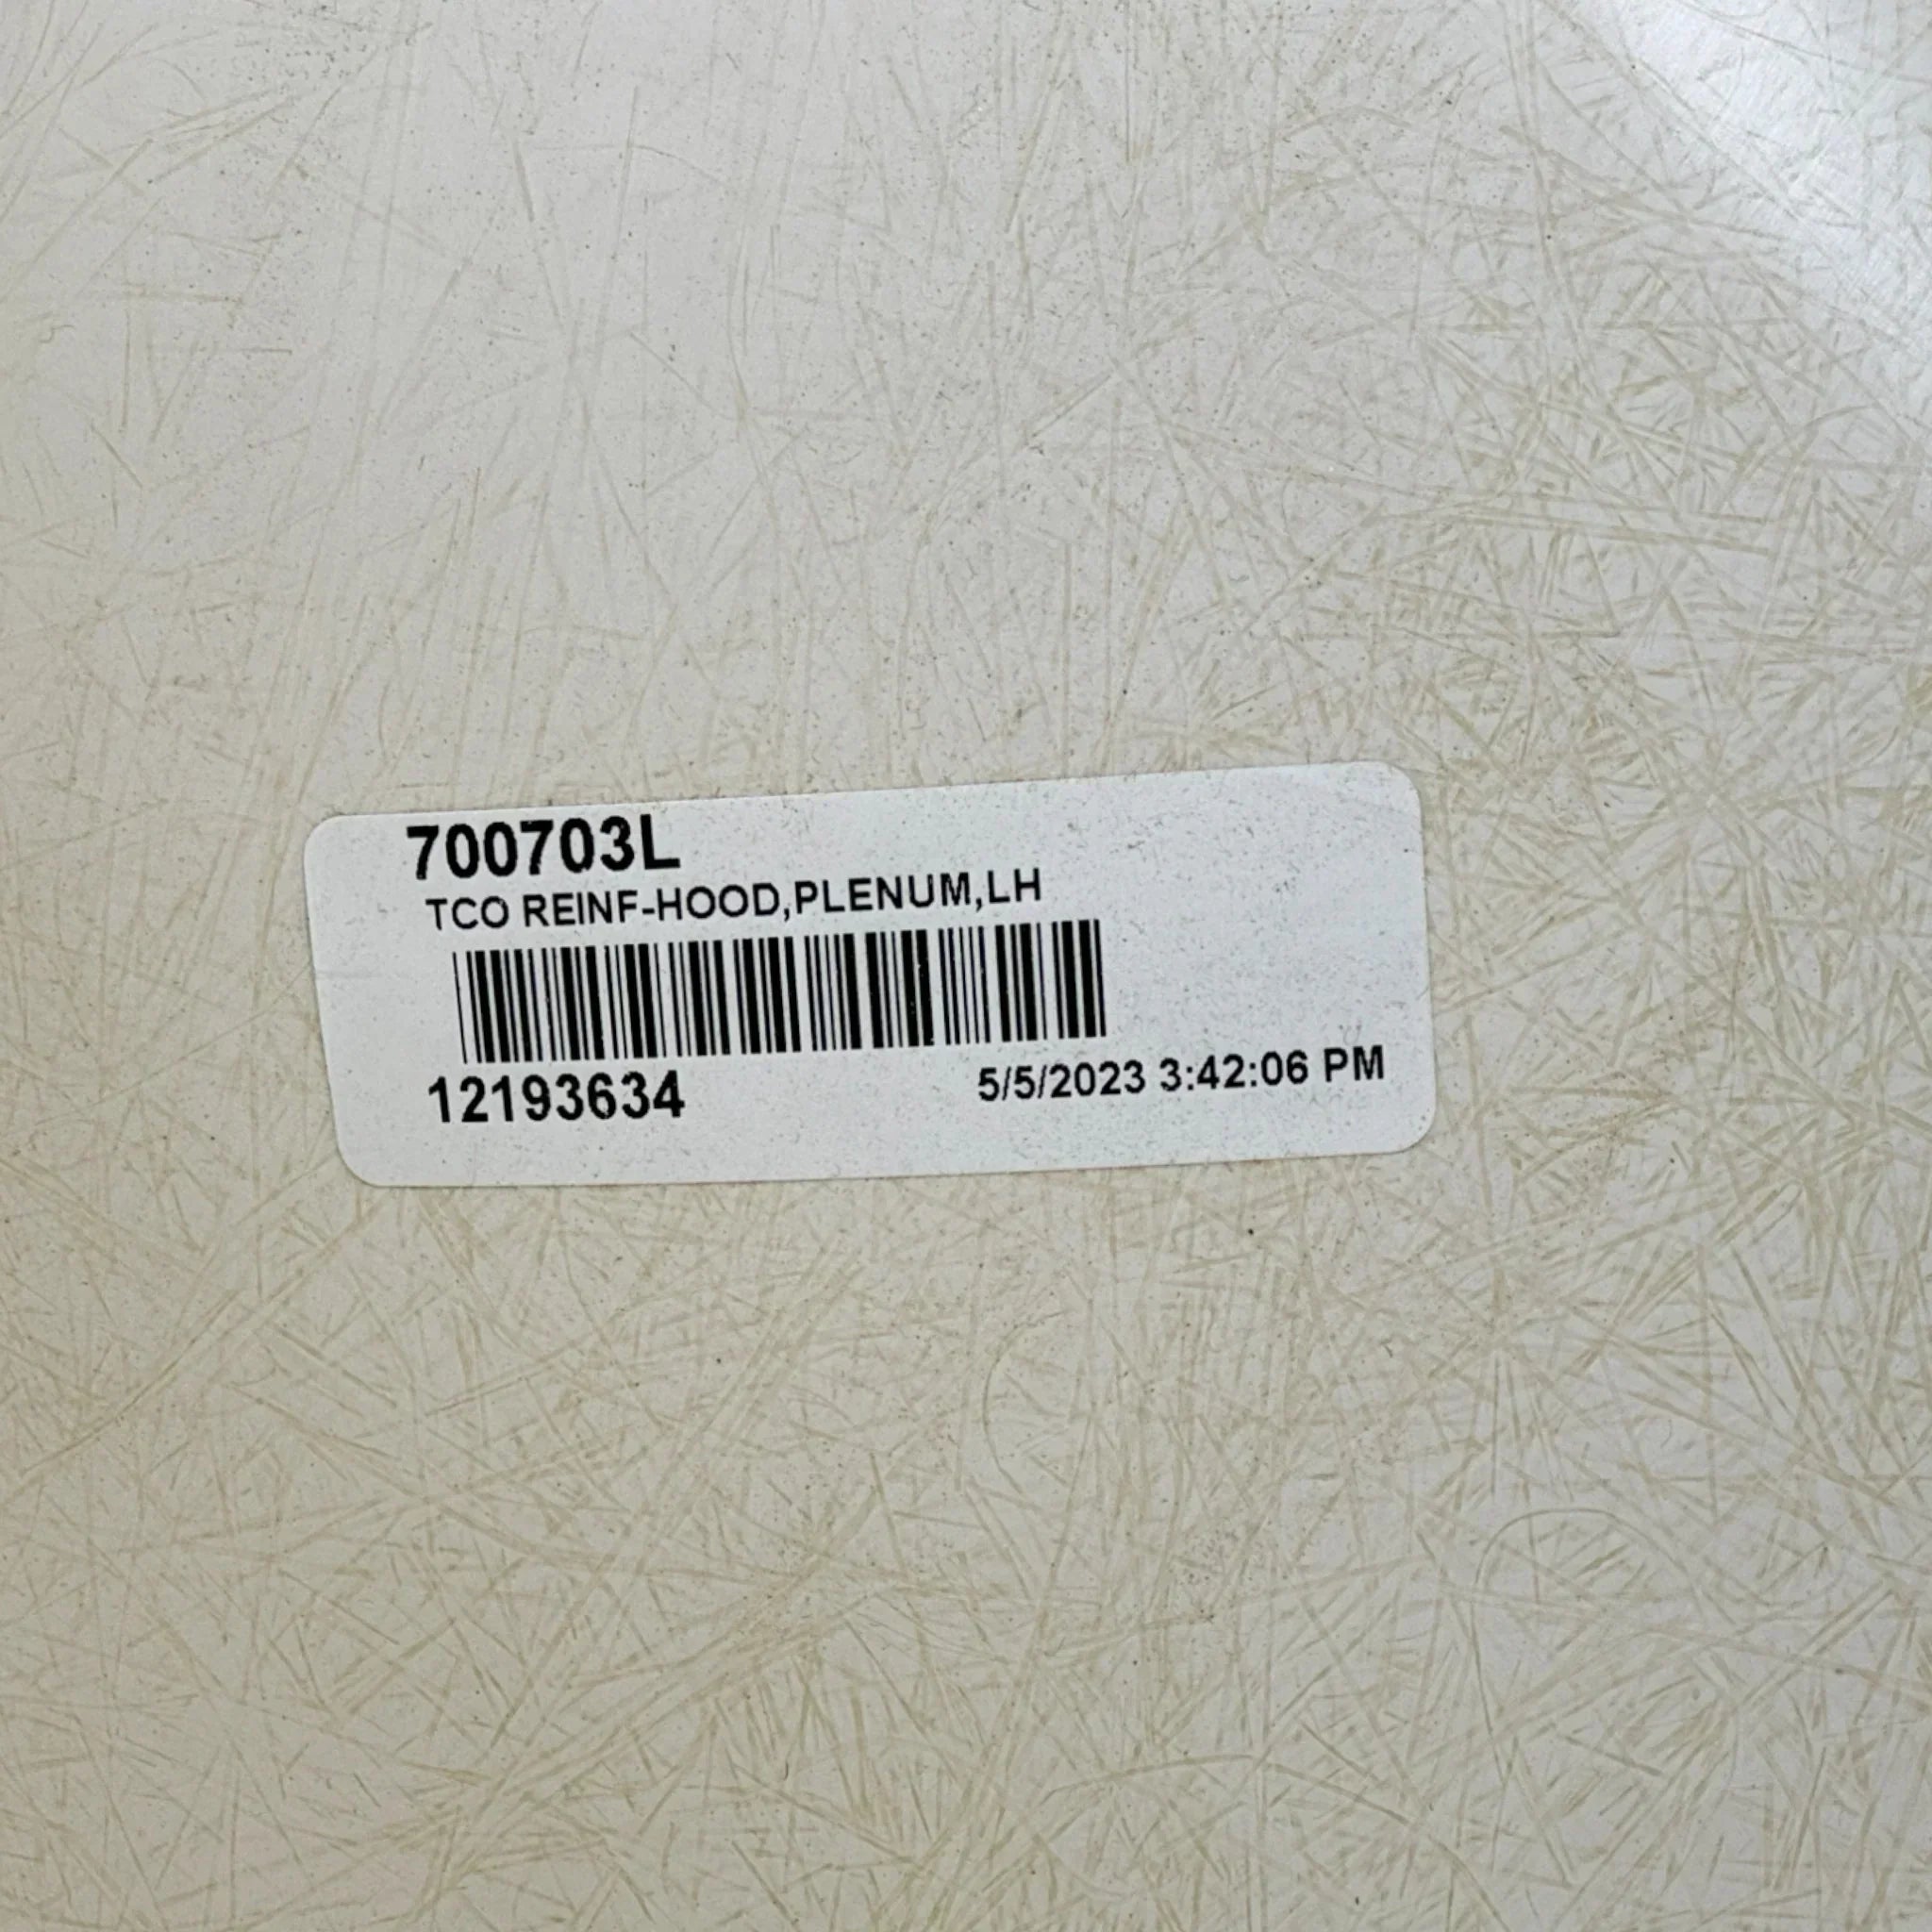 700703L
TCO REINF-HOOD,PLENUM,LH
12193634
5/5/2023 3:42:06 PM